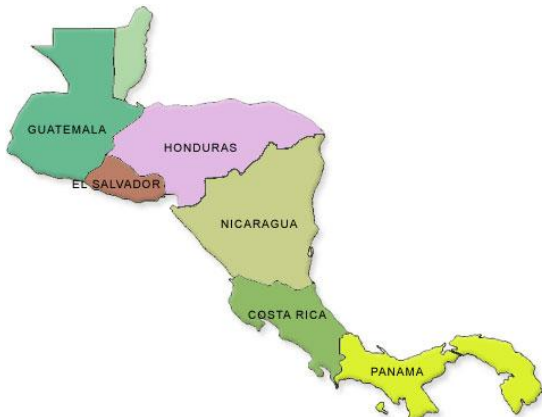 GUATEMALA
HONDURAS
EL SALVADOR
NICARAGUA
COSTA RICA
PANAMA